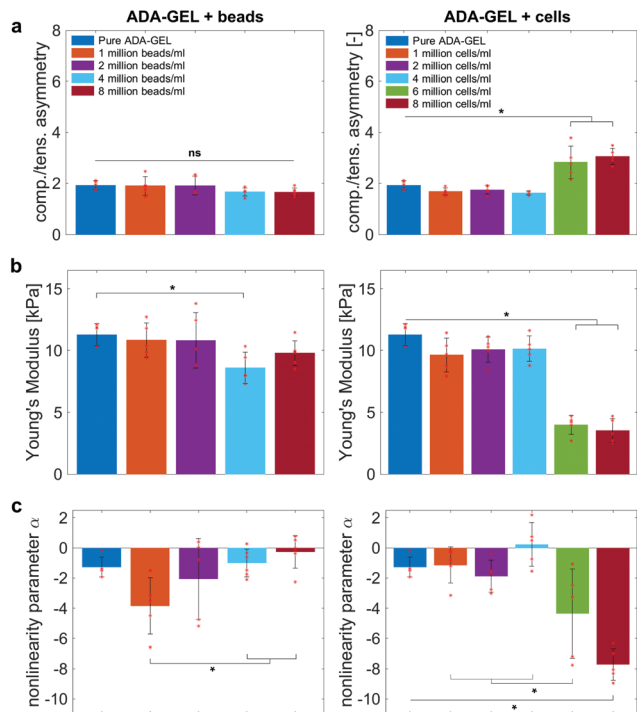 ADA-GEL + beads
ADA-GEL + cells
a
comp./tens. asymmetry
8
6
4
2
0
Pure ADA-GEL
1 million beads/ml
2 million beads/ml
4 million beads/ml
8 million beads/ml
ns
comp./tens. asymmetry [-]
8
6
4
2
0
Pure ADA-GEL
1 million cells/ml
2 million cells/ml
4 million cells/ml
6 million cells/ml
8 million cells/ml
*
b
Young's Modulus [kPa]
15
10
5
0
*
Young's Modulus [kPa]
15
10
5
0
*
c
nonlinearity parameter α
2
0
-2
-4
-6
-8
-10
*
nonlinearity parameter α
2
0
-2
-4
-6
-8
-10
*
*